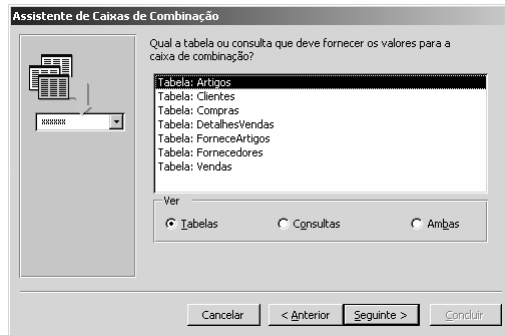 Assistente de Caixas de Combinação
Qual a tabela ou consulta que deve fornecer os valores para a
caixa de combinação?
xxxxxx
Tabela: Artigos
Tabela: Clientes
Tabela: Compras
Tabela: DetalhesVendas
Tabela: ForneceArtigos
Tabela: Fornecedores
Tabela: Vendas
Ver
Tabelas Consultas Ambas
Cancelar < Anterior Seguinte > Concluir